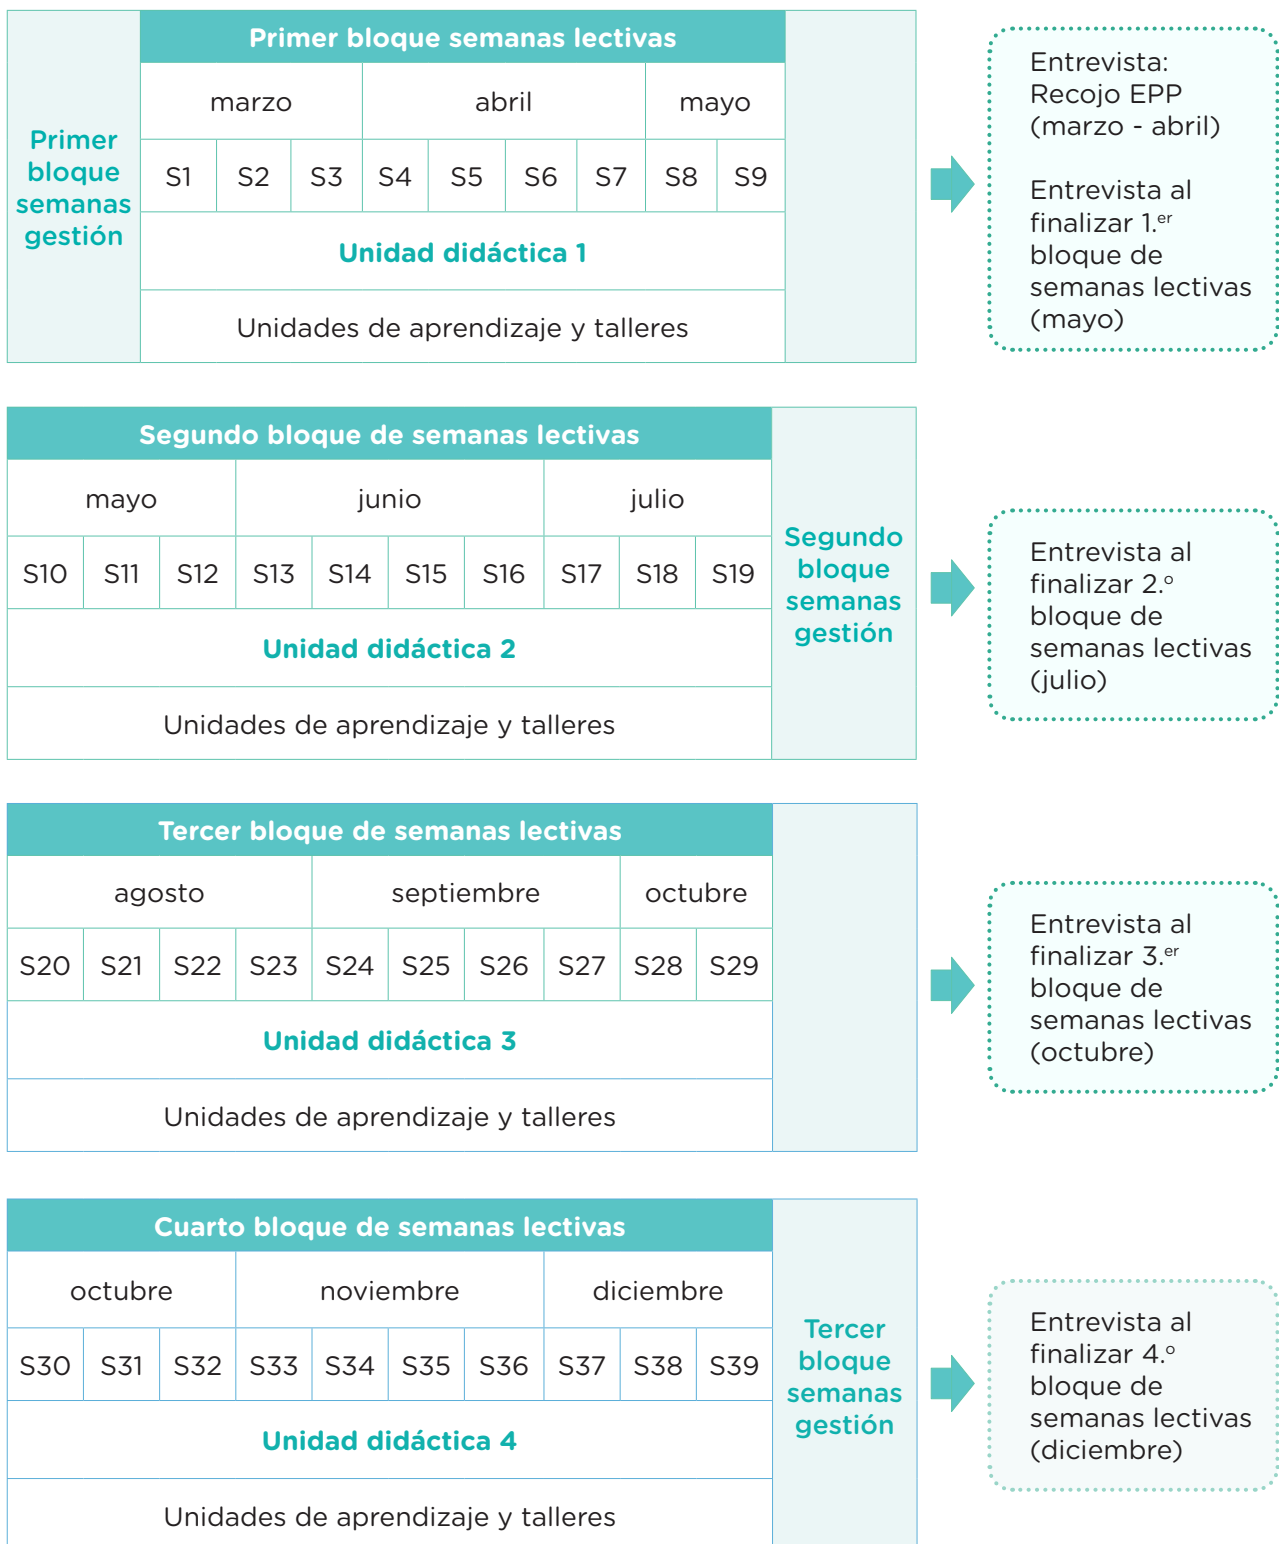 Primer bloque semanas lectivas
Primer
bloque
semanas
gestión
marzo abril mayo
S1 S2 S3 S4 S5 S6 S7 S8 S9
Unidad didáctica 1
Unidades de aprendizaje y talleres
Entrevista:
Recojo EPP
(marzo - abril)
Entrevista al
finalizar 1.er
bloque de
semanas lectivas
(mayo)
Segundo bloque de semanas lectivas
mayo junio julio
S10 S11 S12 S13 S14 S15 S16 S17 S18 S19
Unidad didáctica 2
Unidades de aprendizaje y talleres
Segundo
bloque
semanas
gestión
Entrevista al
finalizar 2.º
bloque de
semanas lectivas
(julio)
Tercer bloque de semanas lectivas
agosto septiembre octubre
S20 S21 S22 S23 S24 S25 S26 S27 S28 S29
Unidad didáctica 3
Unidades de aprendizaje y talleres
Entrevista al
finalizar 3.er
bloque de
semanas lectivas
(octubre)
Cuarto bloque de semanas lectivas
octubre noviembre diciembre
S30 S31 S32 S33 S34 S35 S36 S37 S38 S39
Unidad didáctica 4
Unidades de aprendizaje y talleres
Tercer
bloque
semanas
gestión
Entrevista al
finalizar 4.º
bloque de
semanas lectivas
(diciembre)